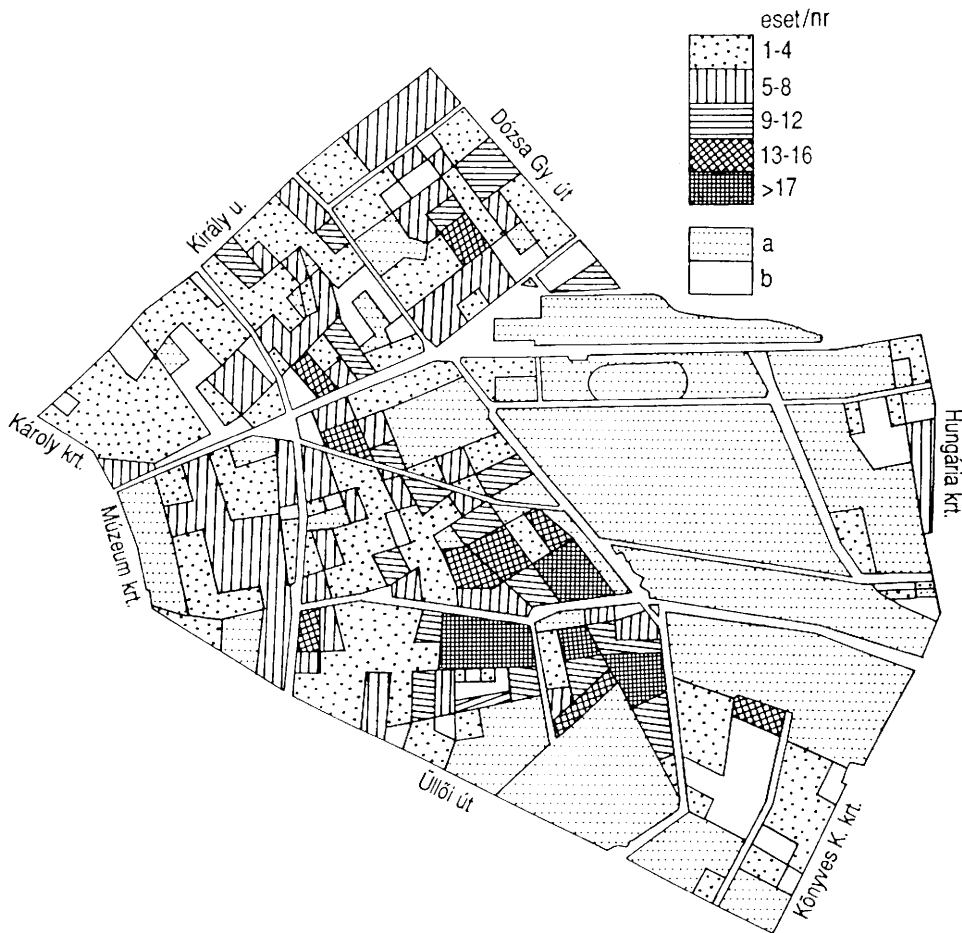 eset/nr
1-4
5-8
9-12
13-16
>17
a
b
Dózsa Gy. út
Király u.
Károly krt.
Múzeum krt.
Hungária krt.
Üllői út
Könyves K. krt.